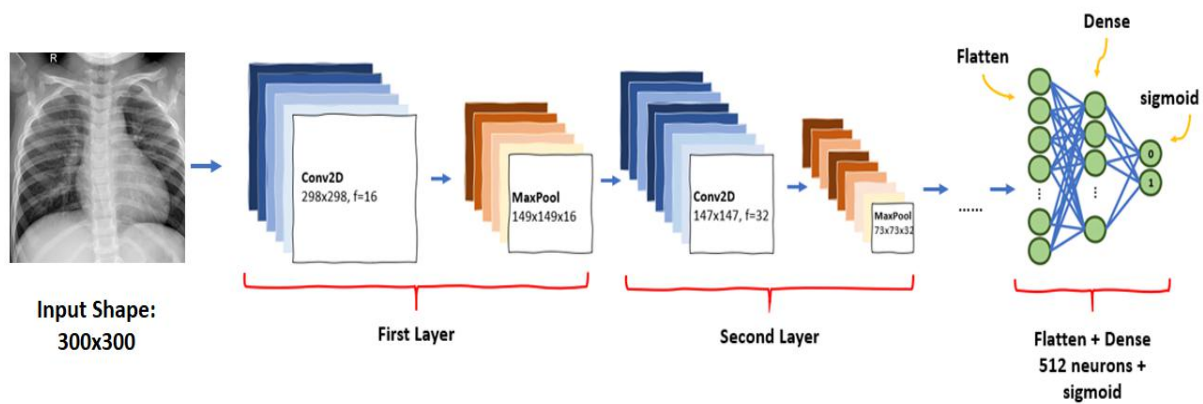 R
Input Shape:
300x300
Conv2D
298x298, f=16
MaxPool
149x149x16
First Layer
Conv2D
147x147, f=32
MaxPool
73x73x32
Second Layer
......
Flatten
Dense
sigmoid
0
1
Flatten + Dense
512 neurons +
sigmoid